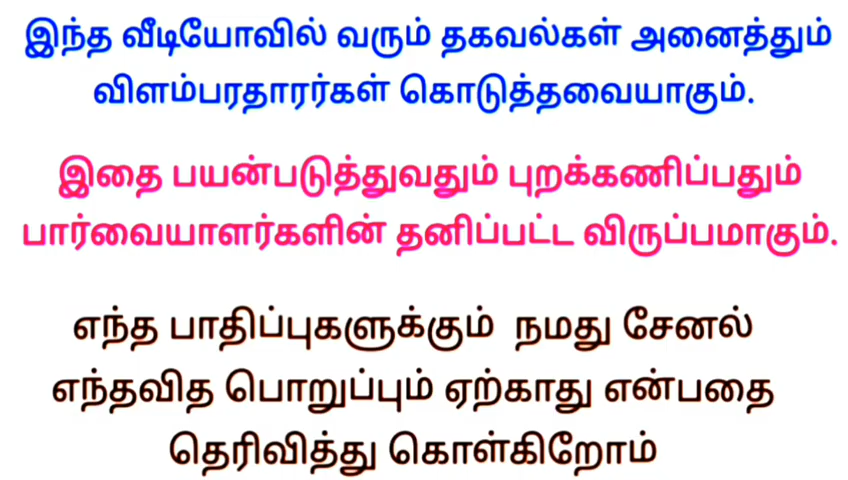 இந்த வீடியோவில் வரும் தகவல்கள் அனைத்தும்
விளம்பரதாரர்கள் கொடுத்தவையாகும்.
இதை பயன்படுத்துவதும் புறக்கணிப்பதும்
பார்வையாளர்களின் தனிப்பட்ட விருப்பமாகும்.
எந்த பாதிப்புகளுக்கும் நமது சேனல்
எந்தவித பொறுப்பும் ஏற்காது என்பதை
தெரிவித்து கொள்கிறோம்